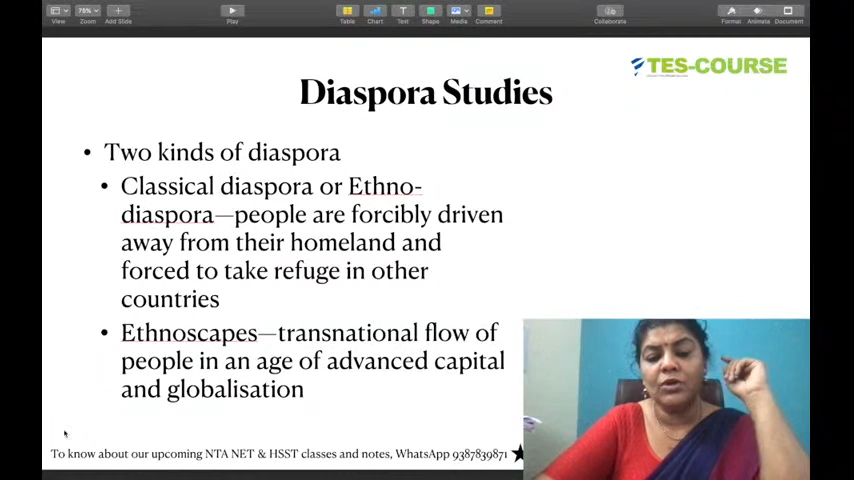 View
75%
Zoom
Add Slide
Play
Table
Chart
Text
Shape
Media
Comment
Collaborate
Format
Animate
Document
TES-COURSE
Diaspora Studies
• Two kinds of diaspora
• Classical diaspora or Ethno-
diaspora—people are forcibly driven
away from their homeland and
forced to take refuge in other
countries
• Ethnoscapes—transnational flow of
people in an age of advanced capital
and globalisation
To know about our upcoming NTA NET & HSST classes and notes, WhatsApp 9387839871